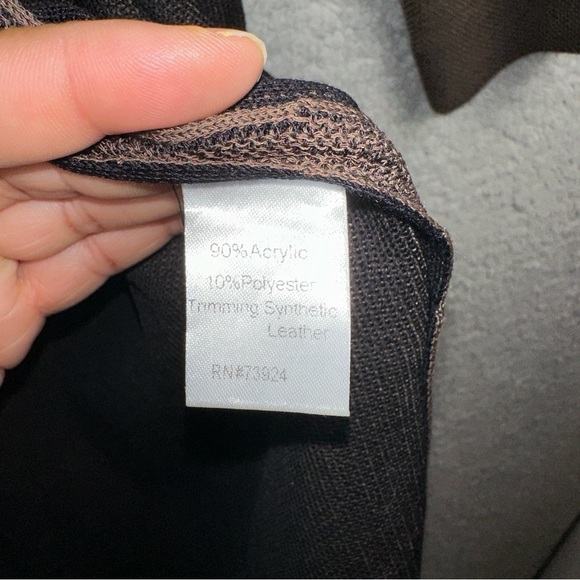 90%Acrylic
10%Polyester
Trimming Synthetic
Leather
RN#73924